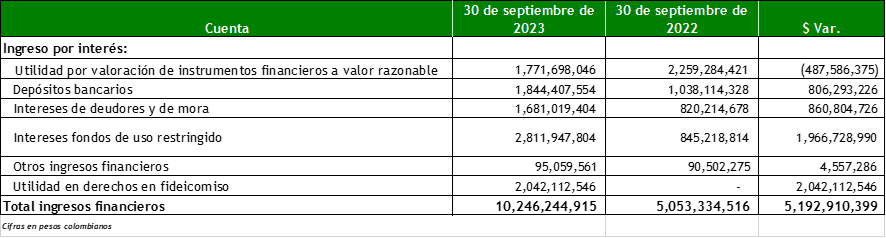 Cuenta 30 de septiembre de 2023 30 de septiembre de 2022 $ Var.
Ingreso por interés:
Utilidad por valoración de instrumentos financieros a valor razonable 1,771,698,046 2,259,284,421 (487,586,375)
Depósitos bancarios 1,844,407,554 1,038,114,328 806,293,226
Intereses de deudores y de mora 1,681,019,404 820,214,678 860,804,726
Intereses fondos de uso restringido 2,811,947,804 845,218,814 1,966,728,990
Otros ingresos financieros 95,059,561 90,502,275 4,557,286
Utilidad en derechos en fideicomiso 2,042,112,546 - 2,042,112,546
Total ingresos financieros 10,246,244,915 5,053,334,516 5,192,910,399
Cifras en pesos colombianos